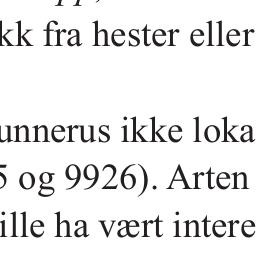 kk fra hester eller
unnerus ikke loka
5 og 9926). Arten
ille ha vært intere